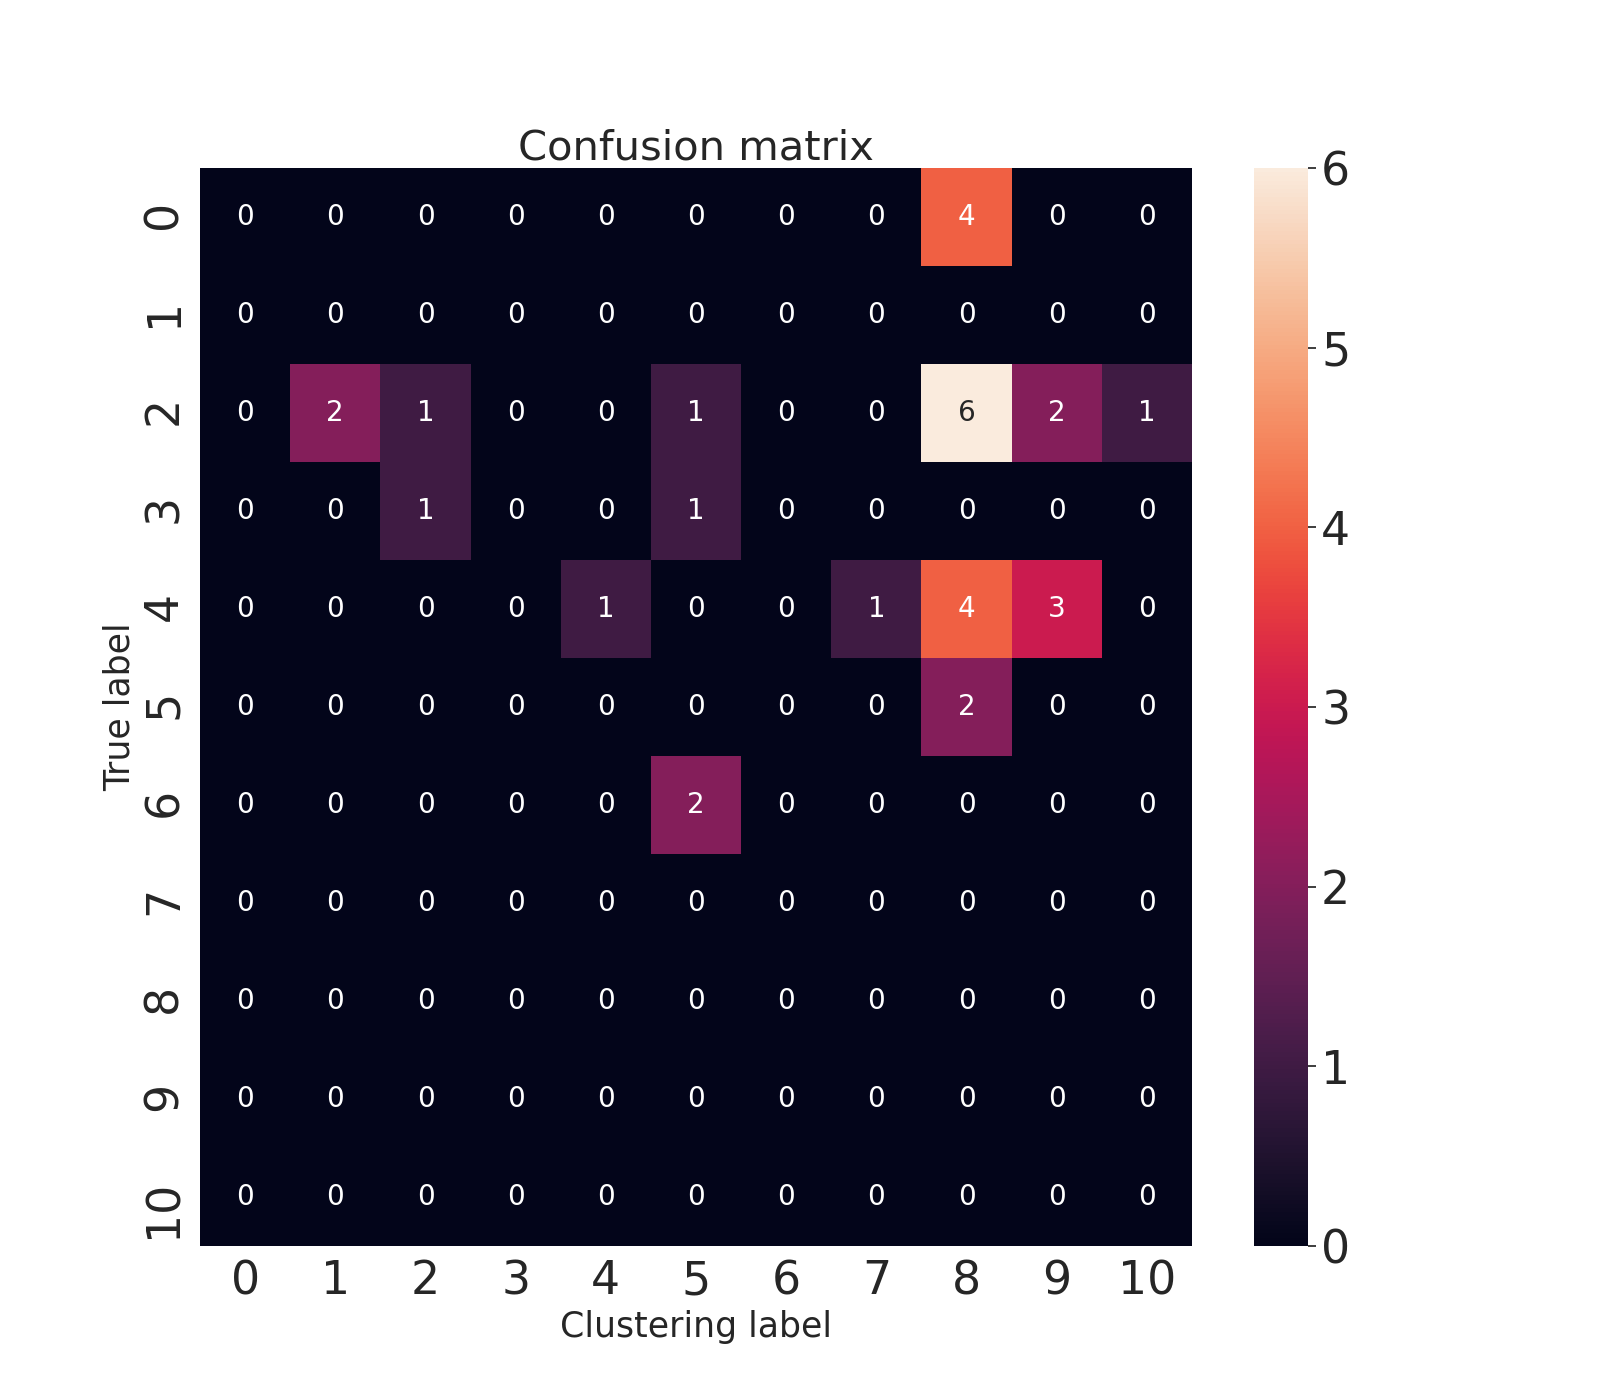 Confusion matrix
0 0 0 0 0 0 0 0 0 4 0 0
1 0 0 0 0 0 0 0 0 0 0 0
2 0 2 1 0 0 1 0 0 6 2 1
3 0 0 1 0 0 1 0 0 0 0 0
4 0 0 0 0 1 0 0 1 4 3 0
5 0 0 0 0 0 0 0 0 2 0 0
6 0 0 0 0 0 2 0 0 0 0 0
7 0 0 0 0 0 0 0 0 0 0 0
8 0 0 0 0 0 0 0 0 0 0 0
9 0 0 0 0 0 0 0 0 0 0 0
10 0 0 0 0 0 0 0 0 0 0 0
0 1 2 3 4 5 6 7 8 9 10
Clustering label
True label
6
5
4
3
2
1
0